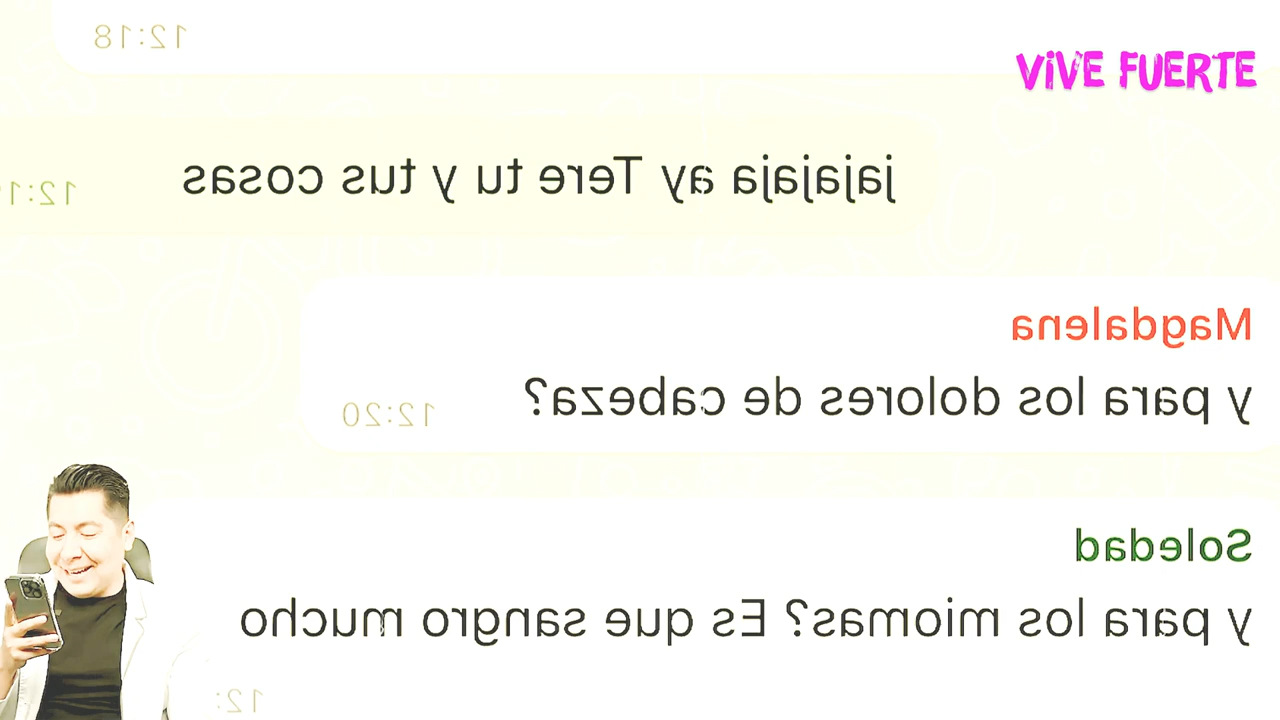 12:18
VIVE FUERTE
jajajaja ay Tere tu y tus cosas
Magdalena
y para los dolores de cabeza?
12:20
Soledad
y para los miomas? Es que sangro mucho